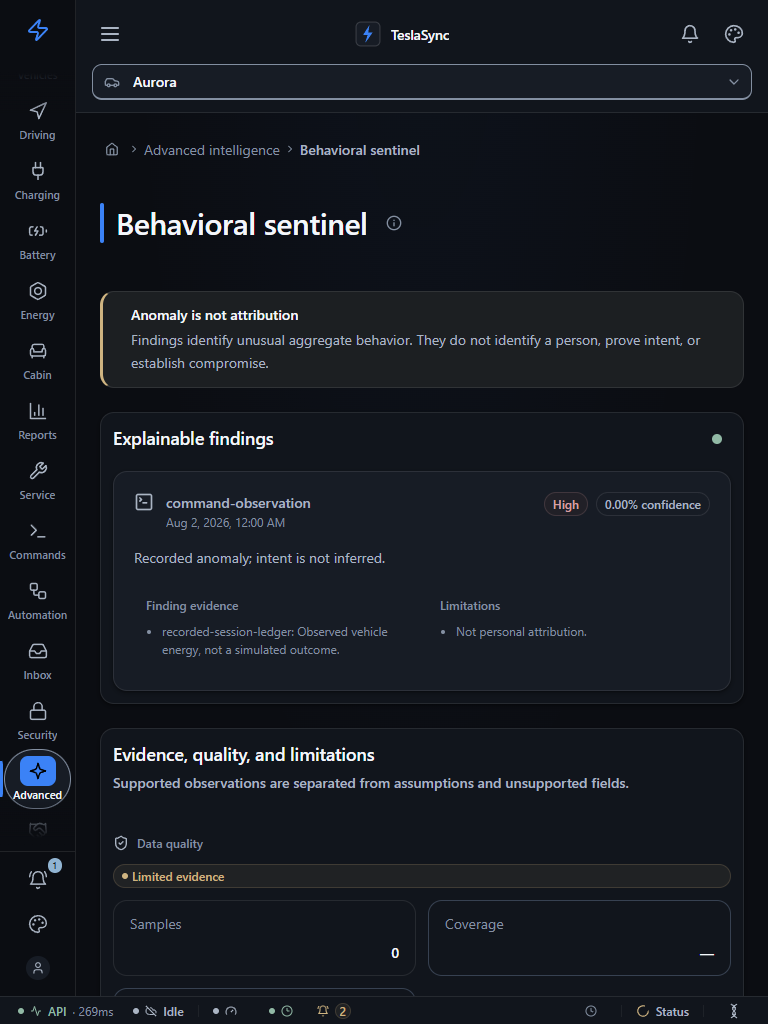 TeslaSync
Aurora
Driving
Charging
Battery
Energy
Cabin
Reports
Service
Commands
Automation
Inbox
Security
Advanced
1
Advanced intelligence
Behavioral sentinel
Behavioral sentinel
Anomaly is not attribution
Findings identify unusual aggregate behavior. They do not identify a person, prove intent, or
establish compromise.
Explainable findings
command-observation
High
0.00% confidence
Aug 2, 2026, 12:00 AM
Recorded anomaly; intent is not inferred.
Finding evidence
recorded-session-ledger: Observed vehicle
energy, not a simulated outcome.
Limitations
Not personal attribution.
Evidence, quality, and limitations
Supported observations are separated from assumptions and unsupported fields.
Data quality
Limited evidence
Samples
0
Coverage
—
API · 269ms
Idle
2
Status